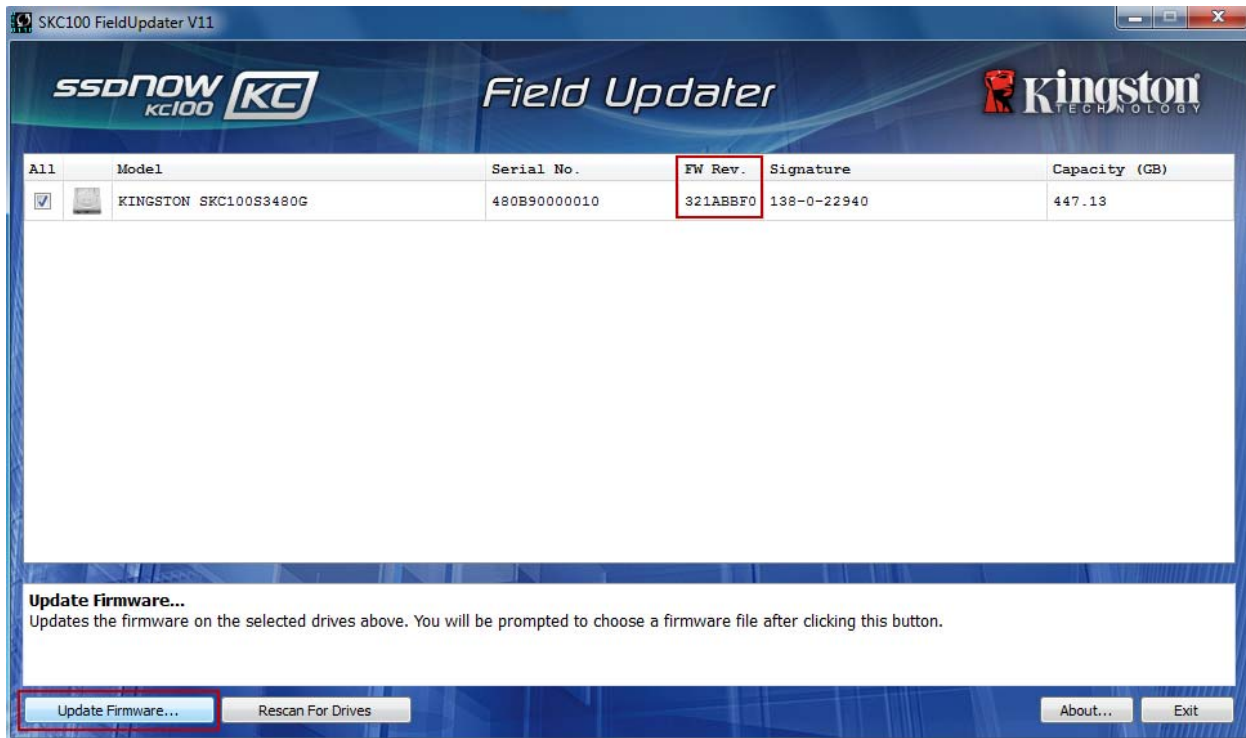 SKC100 FieldUpdater V11
SSDNOW KC100 KC Field Updater Kingston TECHNOLOGY
All Model Serial No. FW Rev. Signature Capacity (GB)
KINGSTON SKC100S3480G 480B90000010 321ABBF0 138-0-22940 447.13
Update Firmware...
Updates the firmware on the selected drives above. You will be prompted to choose a firmware file after clicking this button.
Update Firmware... Rescan For Drives About... Exit